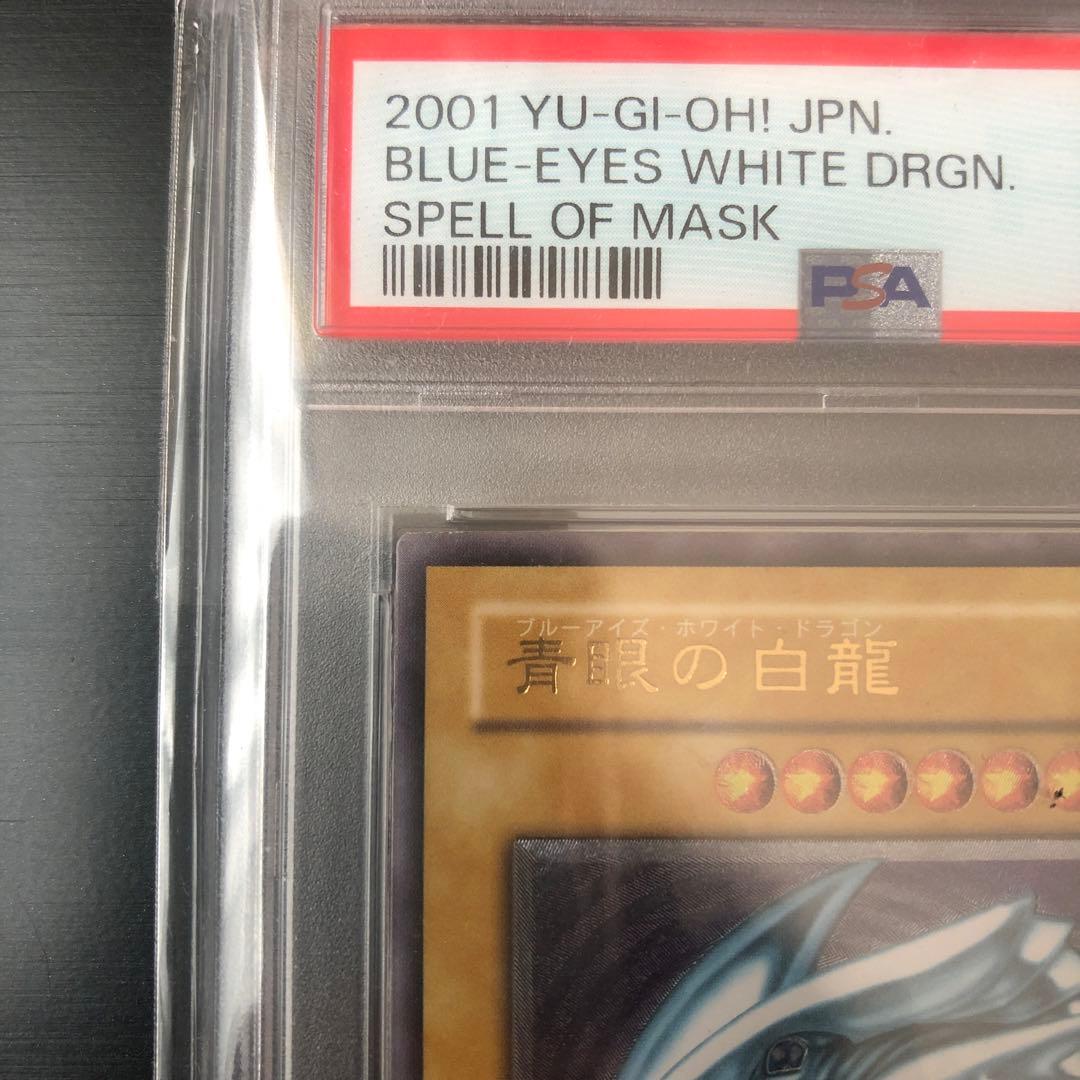 2001 YU-GI-OH! JPN.
BLUE-EYES WHITE DRGN.
SPELL OF MASK
PSA
ブルーアイズ・ホワイト・ドラゴン
青眼の白龍